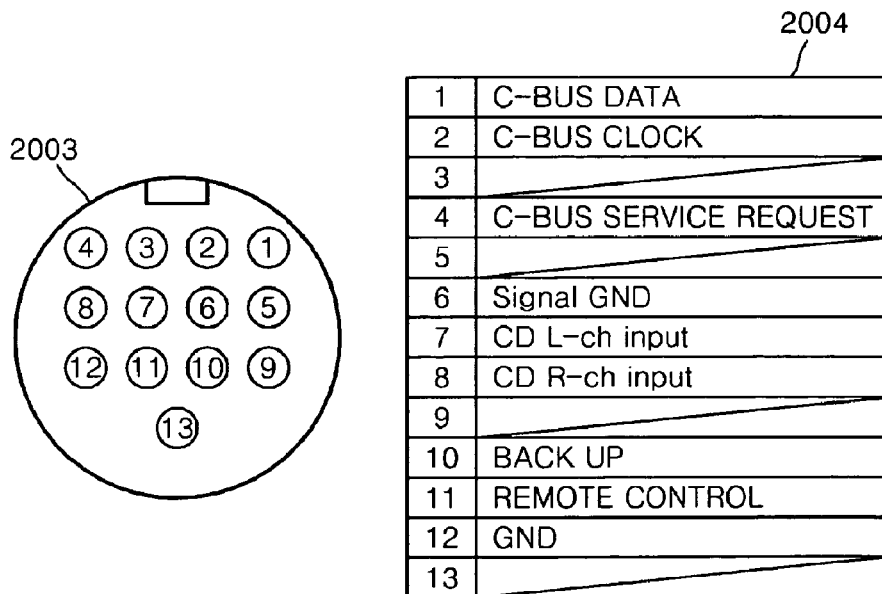 2004
2003
4 3 2 1
8 7 6 5
12 11 10 9
13
1 C-BUS DATA
2 C-BUS CLOCK
3
4 C-BUS SERVICE REQUEST
5
6 Signal GND
7 CD L-ch input
8 CD R-ch input
9
10 BACK UP
11 REMOTE CONTROL
12 GND
13